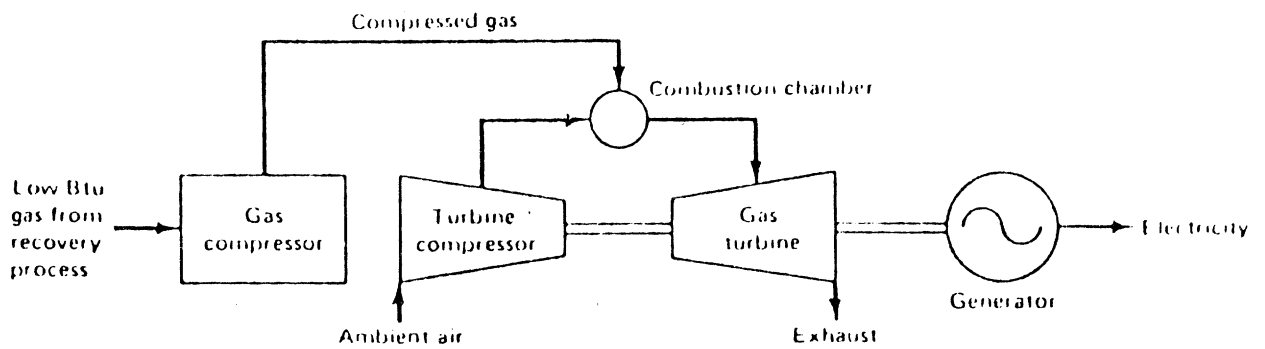 Compressed gas
Combustion chamber
Low Btu
gas from
recovery
process
Gas
compressor
Turbine
compressor
Gas
turbine
Electricity
Generator
Ambient air
Exhaust